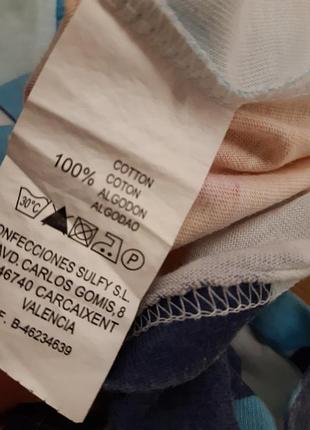 100% COTTON
COTON
ALGODON
ALGODAO
30°C P
CONFECCIONES SULFY S.L.
AVD. CARLOS GOMIS, 8
46740 CARCAIXENT
VALENCIA
F. B-46234639